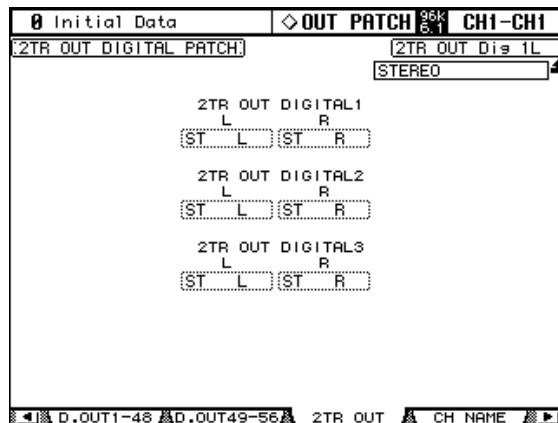 0 Initial Data ◇OUT PATCH 96k 6.1 CH1-CH1
2TR OUT DIGITAL PATCH 2TR OUT Dig 1L
STEREO
2TR OUT DIGITAL1
L R
ST L ST R
2TR OUT DIGITAL2
L R
ST L ST R
2TR OUT DIGITAL3
L R
ST L ST R
D.OUT1-48 D.OUT49-56 2TR OUT CH NAME